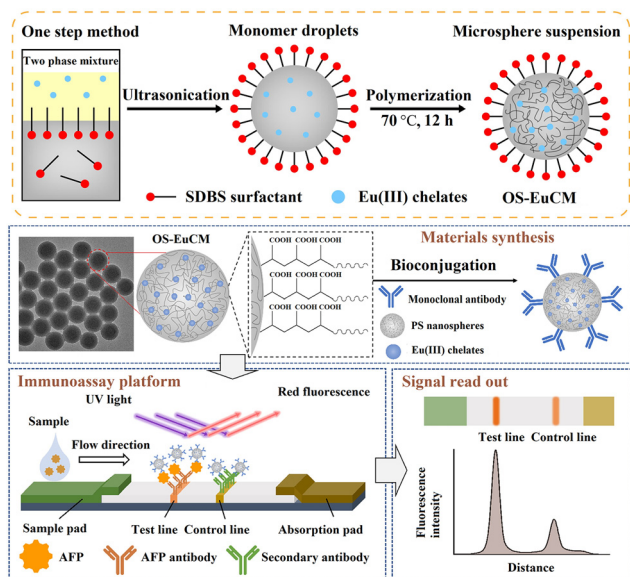 One step method
Two phase mixture
Ultrasonication
Monomer droplets
Polymerization
70 °C, 12 h
Microsphere suspension
SDBS surfactant
Eu(III) chelates
OS-EuCM
OS-EuCM
COOH COOH COOH
COOH COOH COOH
COOH COOH COOH
Materials synthesis
Bioconjugation
Monoclonal antibody
PS nanospheres
Eu(III) chelates
Immunoassay platform
UV light
Red fluorescence
Sample
Flow direction
Sample pad
Test line
Control line
Absorption pad
AFP
AFP antibody
Secondary antibody
Signal read out
Test line
Control line
Fluorescence
intensity
Distance